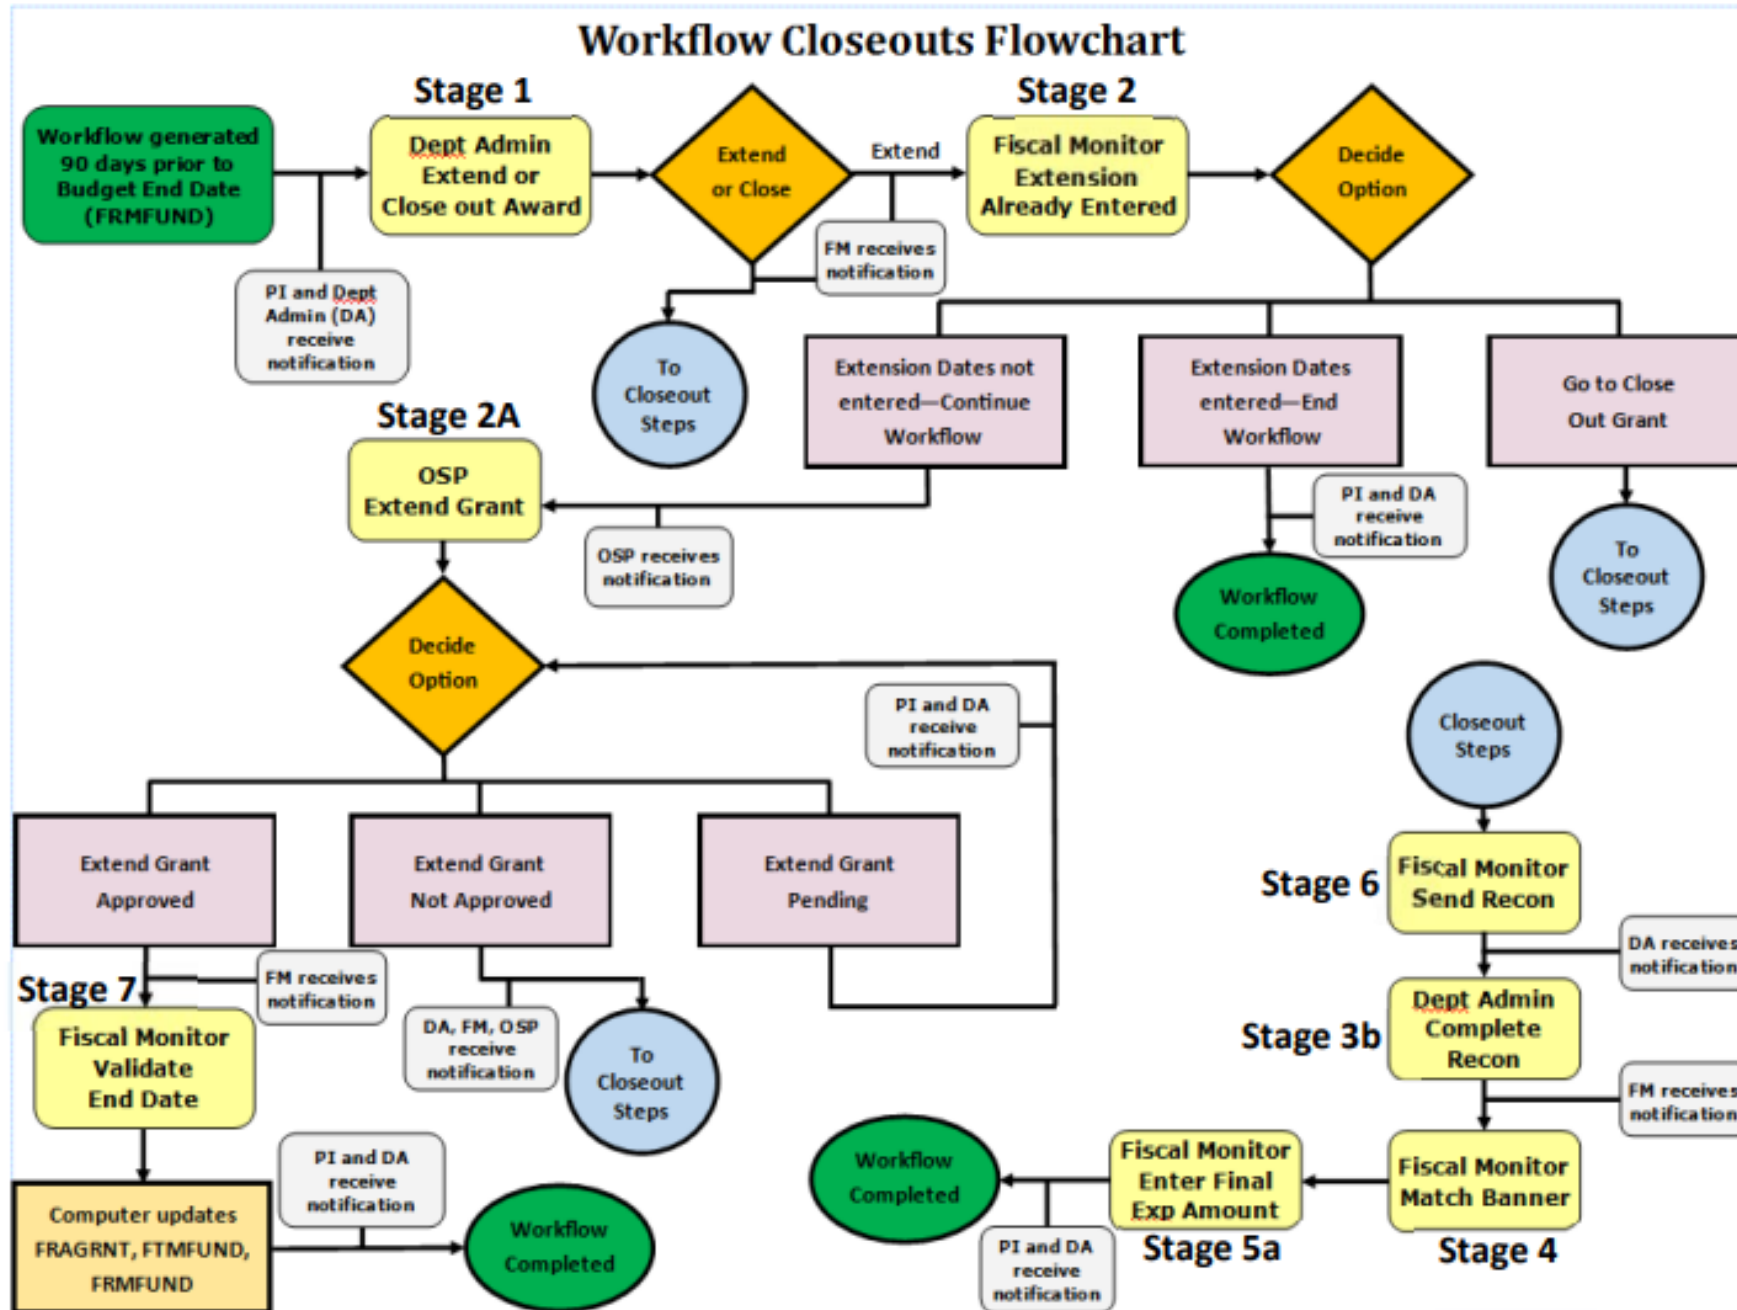 Workflow Closeouts Flowchart
Stage 1
Stage 2
Workflow generated
90 days prior to
Budget End Date
(FRMFUND)
Dept Admin
Extend or
Close out Award
Extend
or Close
Extend
Fiscal Monitor
Extension
Already Entered
Decide
Option
PI and Dept
Admin (DA)
receive
notification
FM receives
notification
To
Closeout
Steps
Extension Dates not
entered—Continue
Workflow
Extension Dates
entered—End
Workflow
Go to Close
Out Grant
Stage 2A
OSP
Extend Grant
OSP receives
notification
PI and DA
receive
notification
Workflow
Completed
To
Closeout
Steps
Decide
Option
PI and DA
receive
notification
Closeout
Steps
Extend Grant
Approved
Extend Grant
Not Approved
Extend Grant
Pending
Stage 6
Fiscal Monitor
Send Recon
DA receives
notification
Stage 7
FM receives
notification
Fiscal Monitor
Validate
End Date
DA, FM, OSP
receive
notification
To
Closeout
Steps
Stage 3b
Dept Admin
Complete
Recon
FM receives
notification
PI and DA
receive
notification
Computer updates
FRAGRNT, FTMFUND,
FRMFUND
Workflow
Completed
Workflow
Completed
PI and DA
receive
notification
Fiscal Monitor
Enter Final
Exp Amount
Stage 5a
Fiscal Monitor
Match Banner
Stage 4